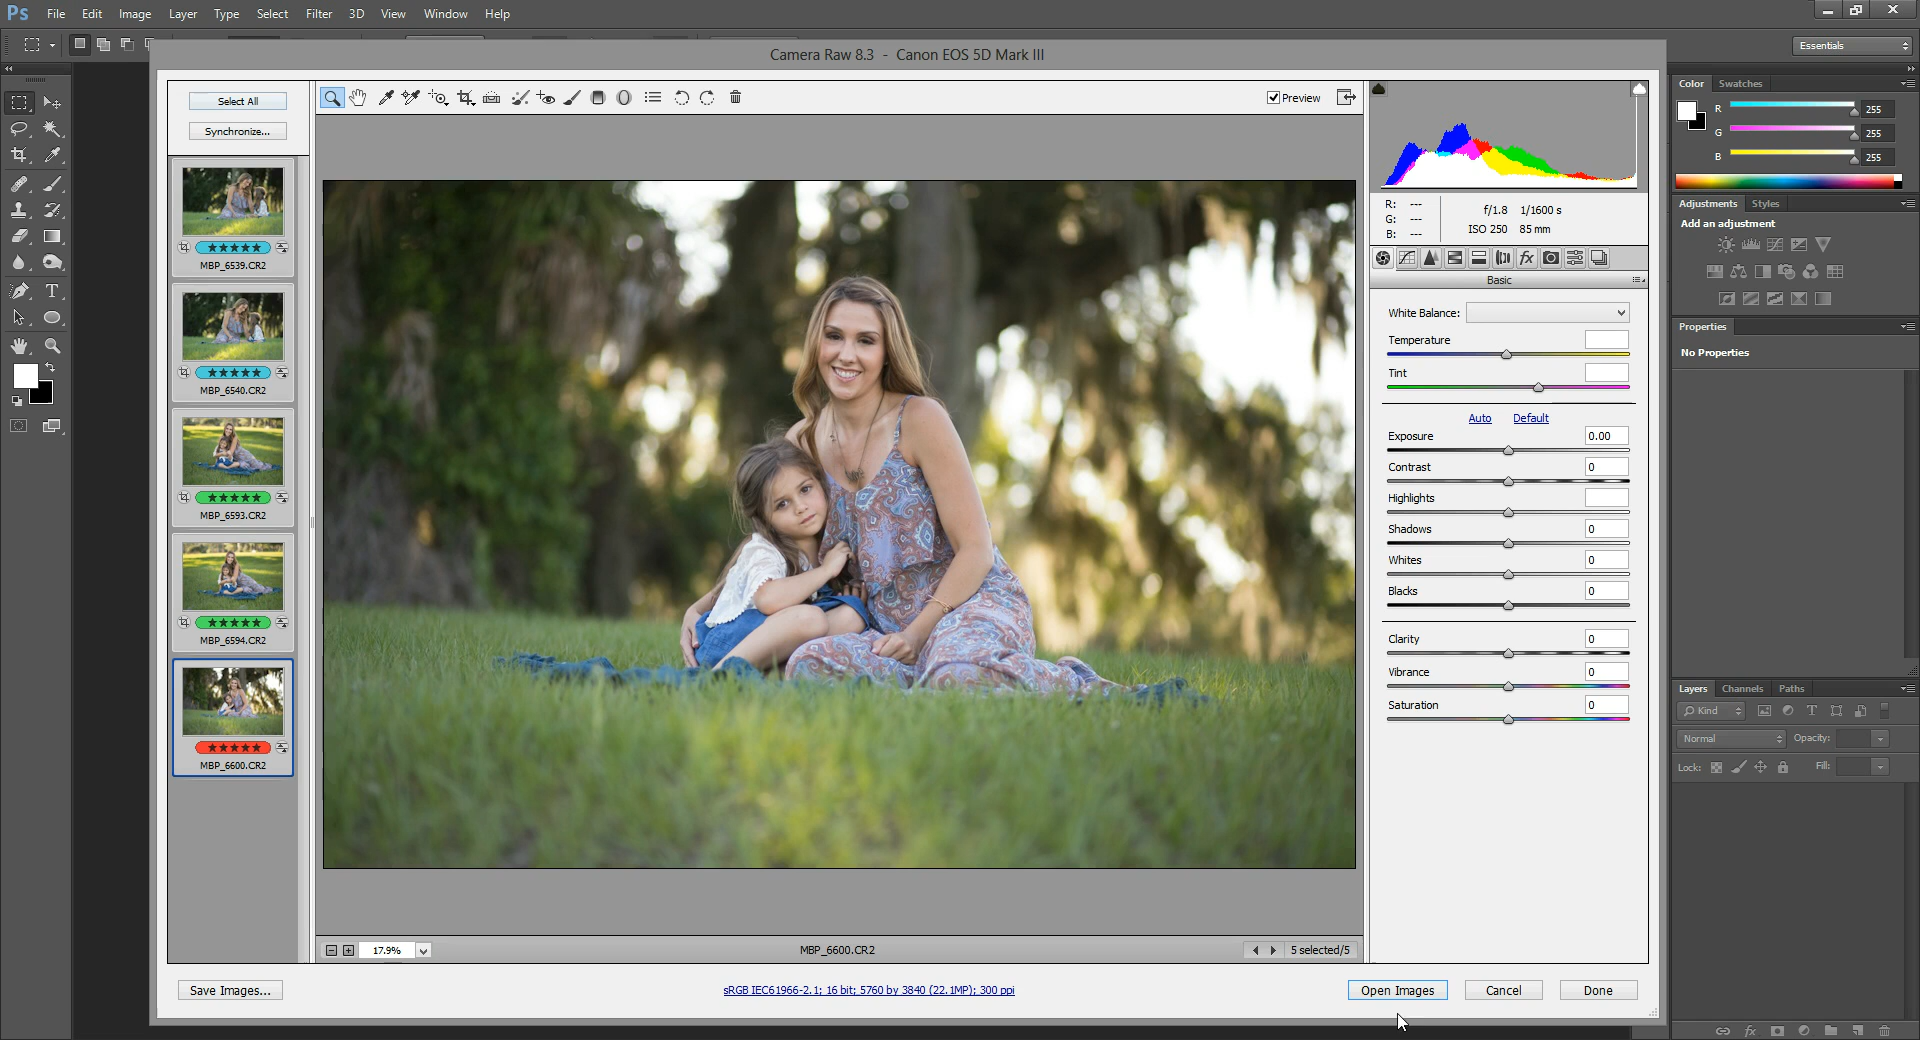 Ps File Edit Image Layer Type Select Filter 3D View Window Help
Essentials
Camera Raw 8.3 - Canon EOS 5D Mark III
Select All
Synchronize...
MBP_6539.CR2
MBP_6540.CR2
MBP_6593.CR2
MBP_6594.CR2
MBP_6600.CR2
Preview
R: ---
G: ---
B: ---
f/1.8 1/1600 s
ISO 250 85 mm
Basic
White Balance:
Temperature
Tint
Auto Default
Exposure 0.00
Contrast 0
Highlights
Shadows 0
Whites 0
Blacks 0
Clarity 0
Vibrance 0
Saturation 0
17.9%
MBP_6600.CR2
5 selected/5
Save Images...
sRGB IEC61966-2.1; 16 bit; 5760 by 3840 (22.1MP); 300 ppi
Open Images
Cancel
Done
Color Swatches
R 255
G 255
B 255
Adjustments Styles
Add an adjustment
Properties
No Properties
Layers Channels Paths
Kind
Normal Opacity:
Lock: Fill: